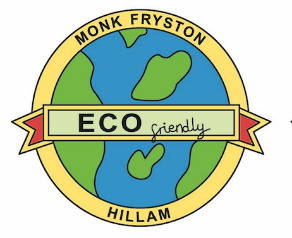 MONK FRYSTON
ECO friendly
HILLAM